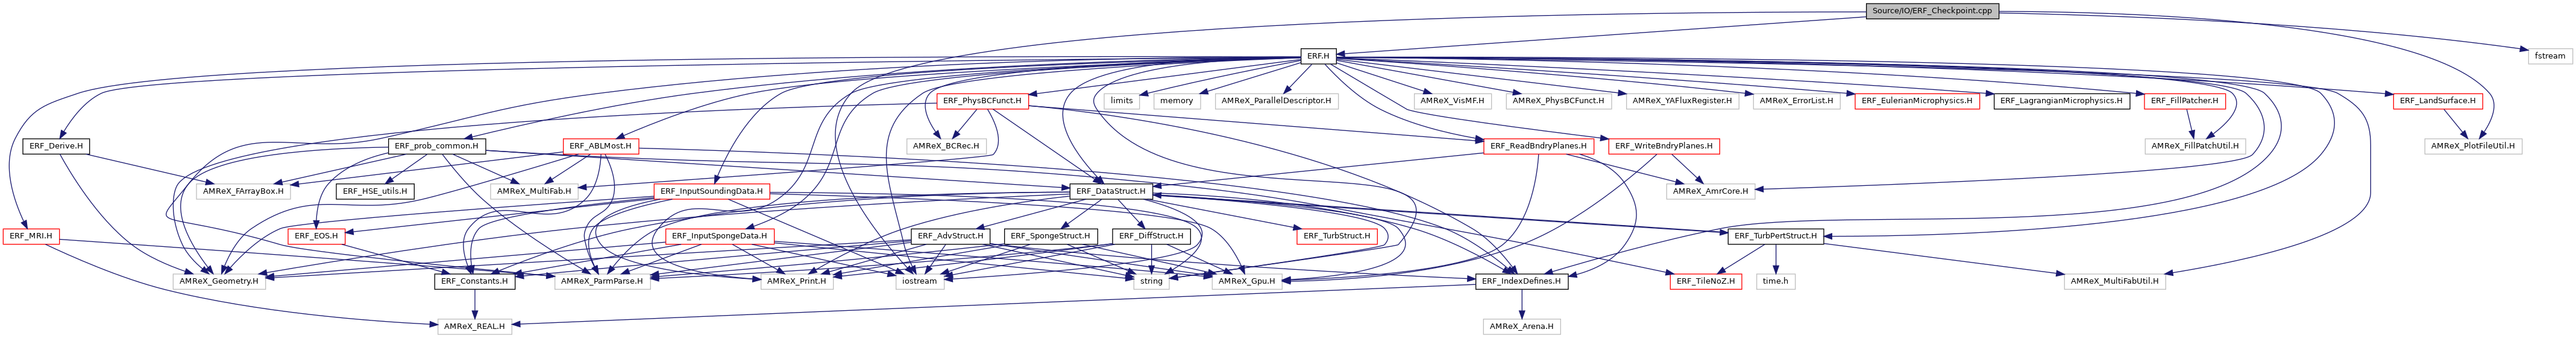 Source/IO/ERF_Checkpoint.cpp
ERF.H
fstream
ERF_PhysBCFunct.H
limits
memory
AMReX_ParallelDescriptor.H
AMReX_VisMF.H
AMReX_PhysBCFunct.H
AMReX_YAFluxRegister.H
AMReX_ErrorList.H
ERF_EulerianMicrophysics.H
ERF_LagrangianMicrophysics.H
ERF_FillPatcher.H
ERF_LandSurface.H
ERF_Derive.H
ERF_prob_common.H
ERF_ABLMost.H
AMReX_BCRec.H
ERF_ReadBndryPlanes.H
ERF_WriteBndryPlanes.H
AMReX_FillPatchUtil.H
AMReX_PlotFileUtil.H
AMReX_FArrayBox.H
ERF_HSE_utils.H
AMReX_MultiFab.H
ERF_InputSoundingData.H
ERF_DataStruct.H
AMReX_AmrCore.H
ERF_MRI.H
ERF_EOS.H
ERF_InputSpongeData.H
ERF_AdvStruct.H
ERF_SpongeStruct.H
ERF_DiffStruct.H
ERF_TurbStruct.H
ERF_TurbPertStruct.H
AMReX_Geometry.H
ERF_Constants.H
AMReX_ParmParse.H
AMReX_Print.H
iostream
string
AMReX_Gpu.H
ERF_IndexDefines.H
ERF_TileNoZ.H
time.h
AMReX_MultiFabUtil.H
AMReX_REAL.H
AMReX_Arena.H